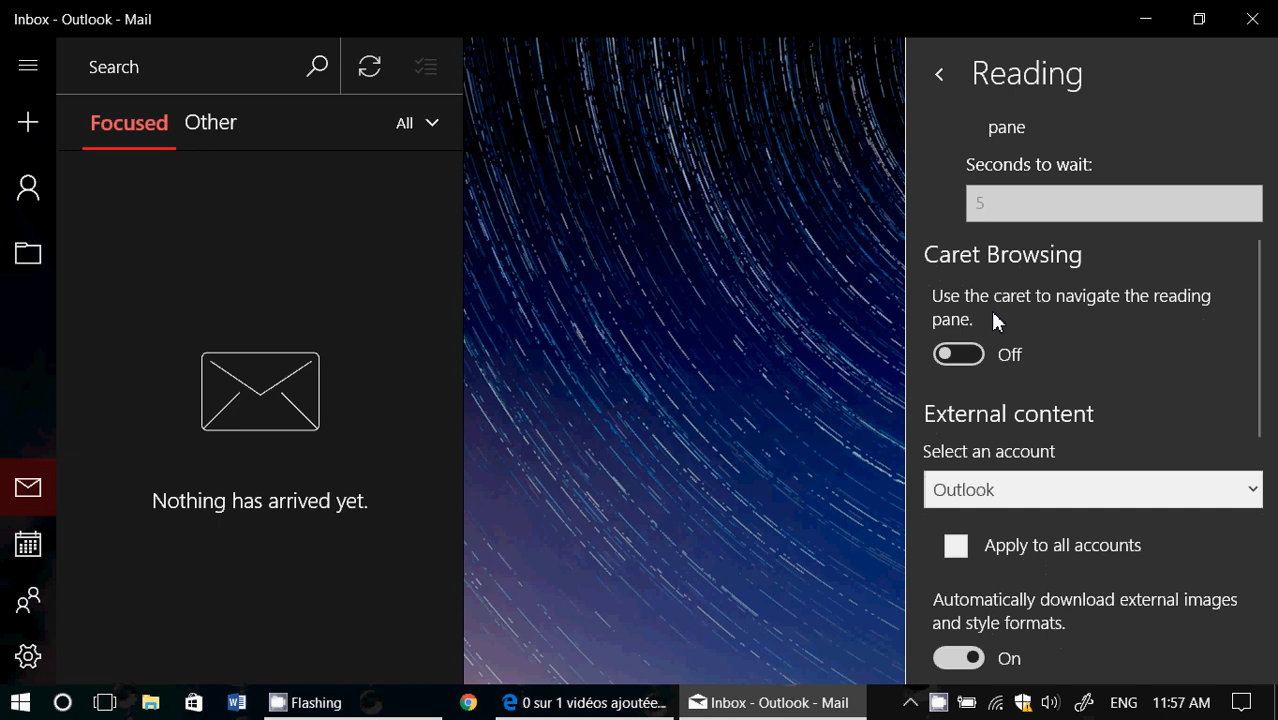 Inbox - Outlook - Mail
Search
Focused Other All
Nothing has arrived yet.
Reading
pane
Seconds to wait:
5
Caret Browsing
Use the caret to navigate the reading
pane.
Off
External content
Select an account
Outlook
Apply to all accounts
Automatically download external images
and style formats.
On
Flashing
0 sur 1 vidéos ajoutée...
Inbox - Outlook - Mail
ENG 11:57 AM